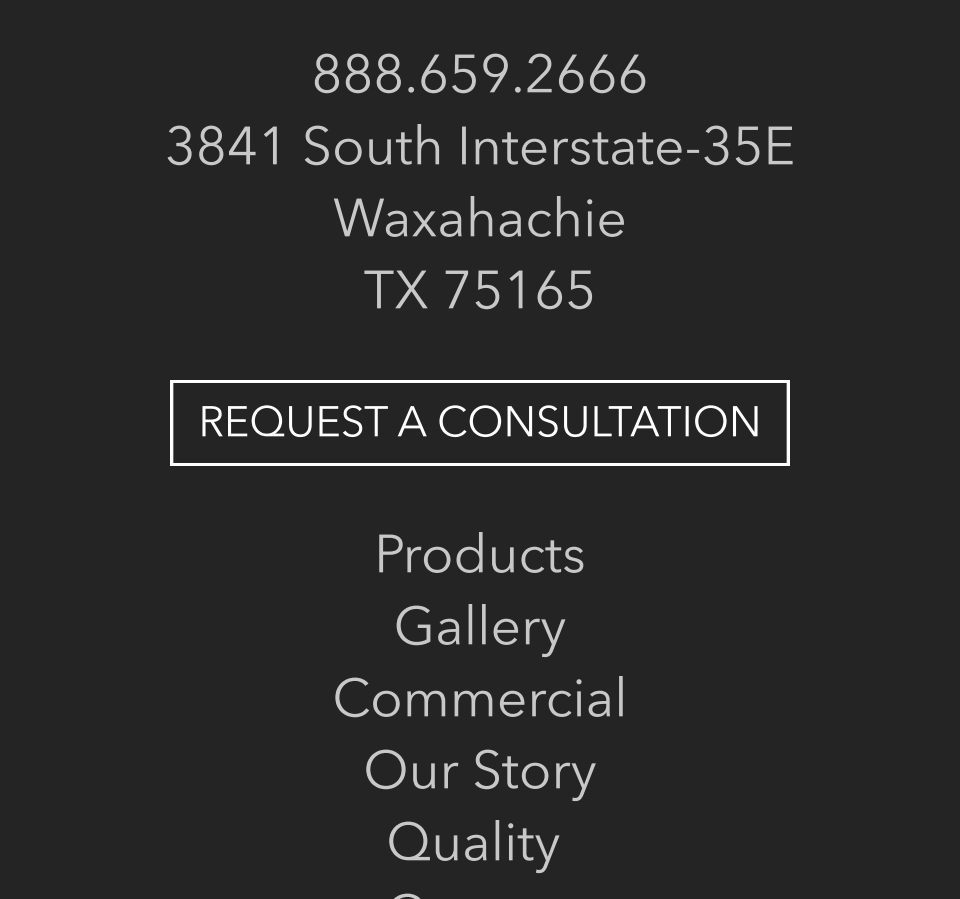 888.659.2666
3841 South Interstate-35E
Waxahachie
TX 75165
REQUEST A CONSULTATION
Products
Gallery
Commercial
Our Story
Quality